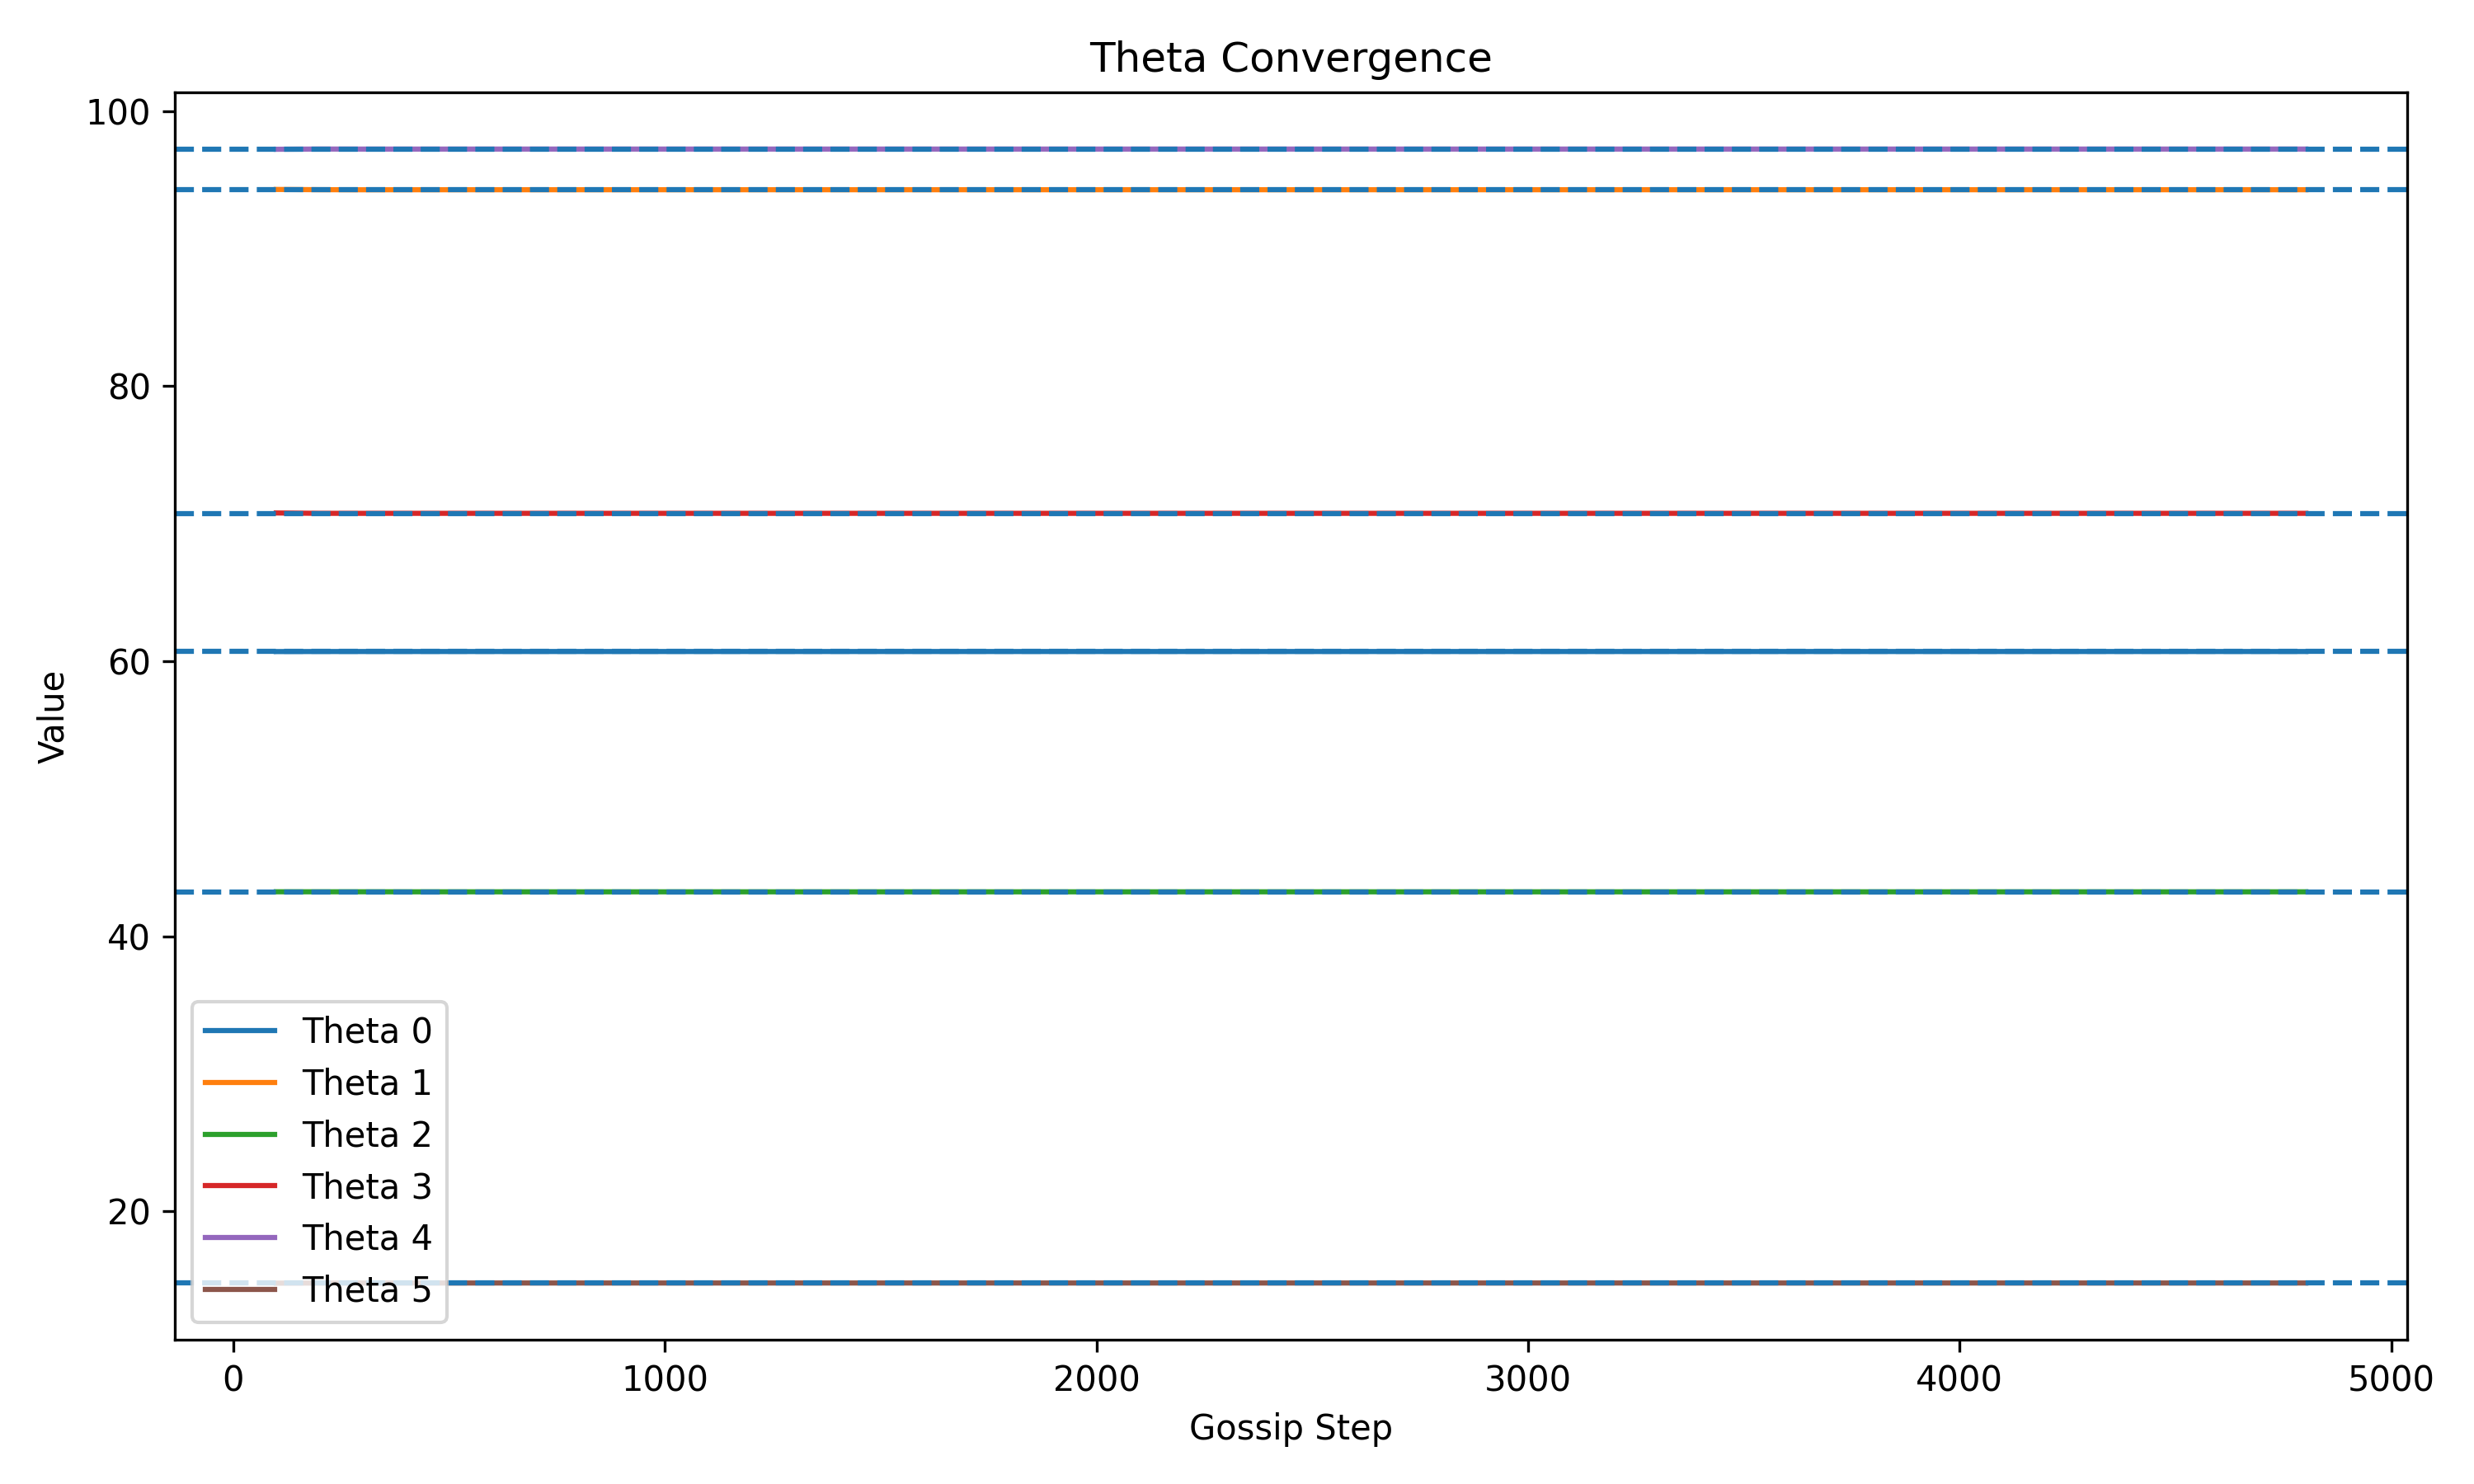 Theta Convergence
100
80
60
40
20
Value
Theta 0
Theta 1
Theta 2
Theta 3
Theta 4
Theta 5
0 1000 2000 3000 4000 5000
Gossip Step